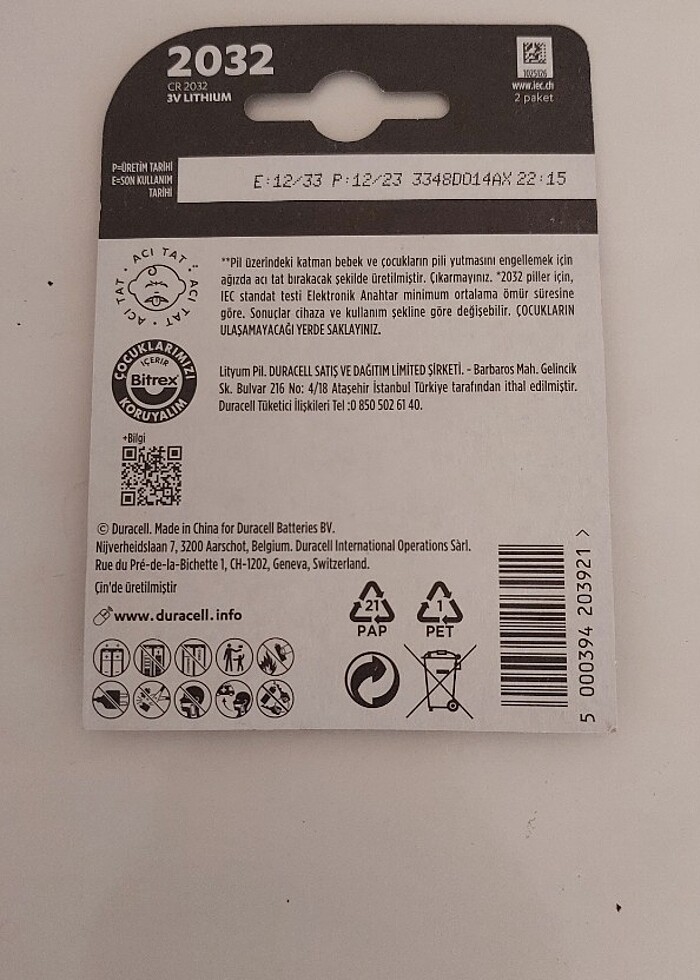 2032
CR 2032
3V LITHIUM
www.iec.ch
2 paket
P=ÜRETİM TARİHİ
E=SON KULLANIM
TARİHİ
E:12/33 P:12/23 3348D014AX 22:15
ACI TAT · ACI TAT · ACI TAT · ACI TAT
**Pil üzerindeki katman bebek ve çocukların pili yutmasını engellemek için
ağızda acı tat bırakacak şekilde üretilmiştir. Çıkarmayınız. *2032 piller için,
IEC standat testi Elektronik Anahtar minimum ortalama ömür süresine
göre. Sonuçlar cihaza ve kullanım şekline göre değişebilir. ÇOCUKLARIN
ULAŞAMAYACAĞI YERDE SAKLAYINIZ.
ÇOCUKLARIMIZI
İÇERİR
Bitrex
KORUYALIM
Lityum Pil. DURACELL SATIŞ VE DAĞITIM LİMİTED ŞİRKETİ. - Barbaros Mah. Gelincik
Sk. Bulvar 216 No: 4/18 Ataşehir İstanbul Türkiye tarafından ithal edilmiştir.
Duracell Tüketici İlişkileri Tel :0 850 502 61 40.
+Bilgi
© Duracell. Made in China for Duracell Batteries BV.
Nijverheidslaan 7, 3200 Aarschot, Belgium. Duracell International Operations Sàrl.
Rue du Pré-de-la-Bichette 1, CH-1202, Geneva, Switzerland.
Çin'de üretilmiştir
www.duracell.info
21
PAP
1
PET
5 000394 203921 >